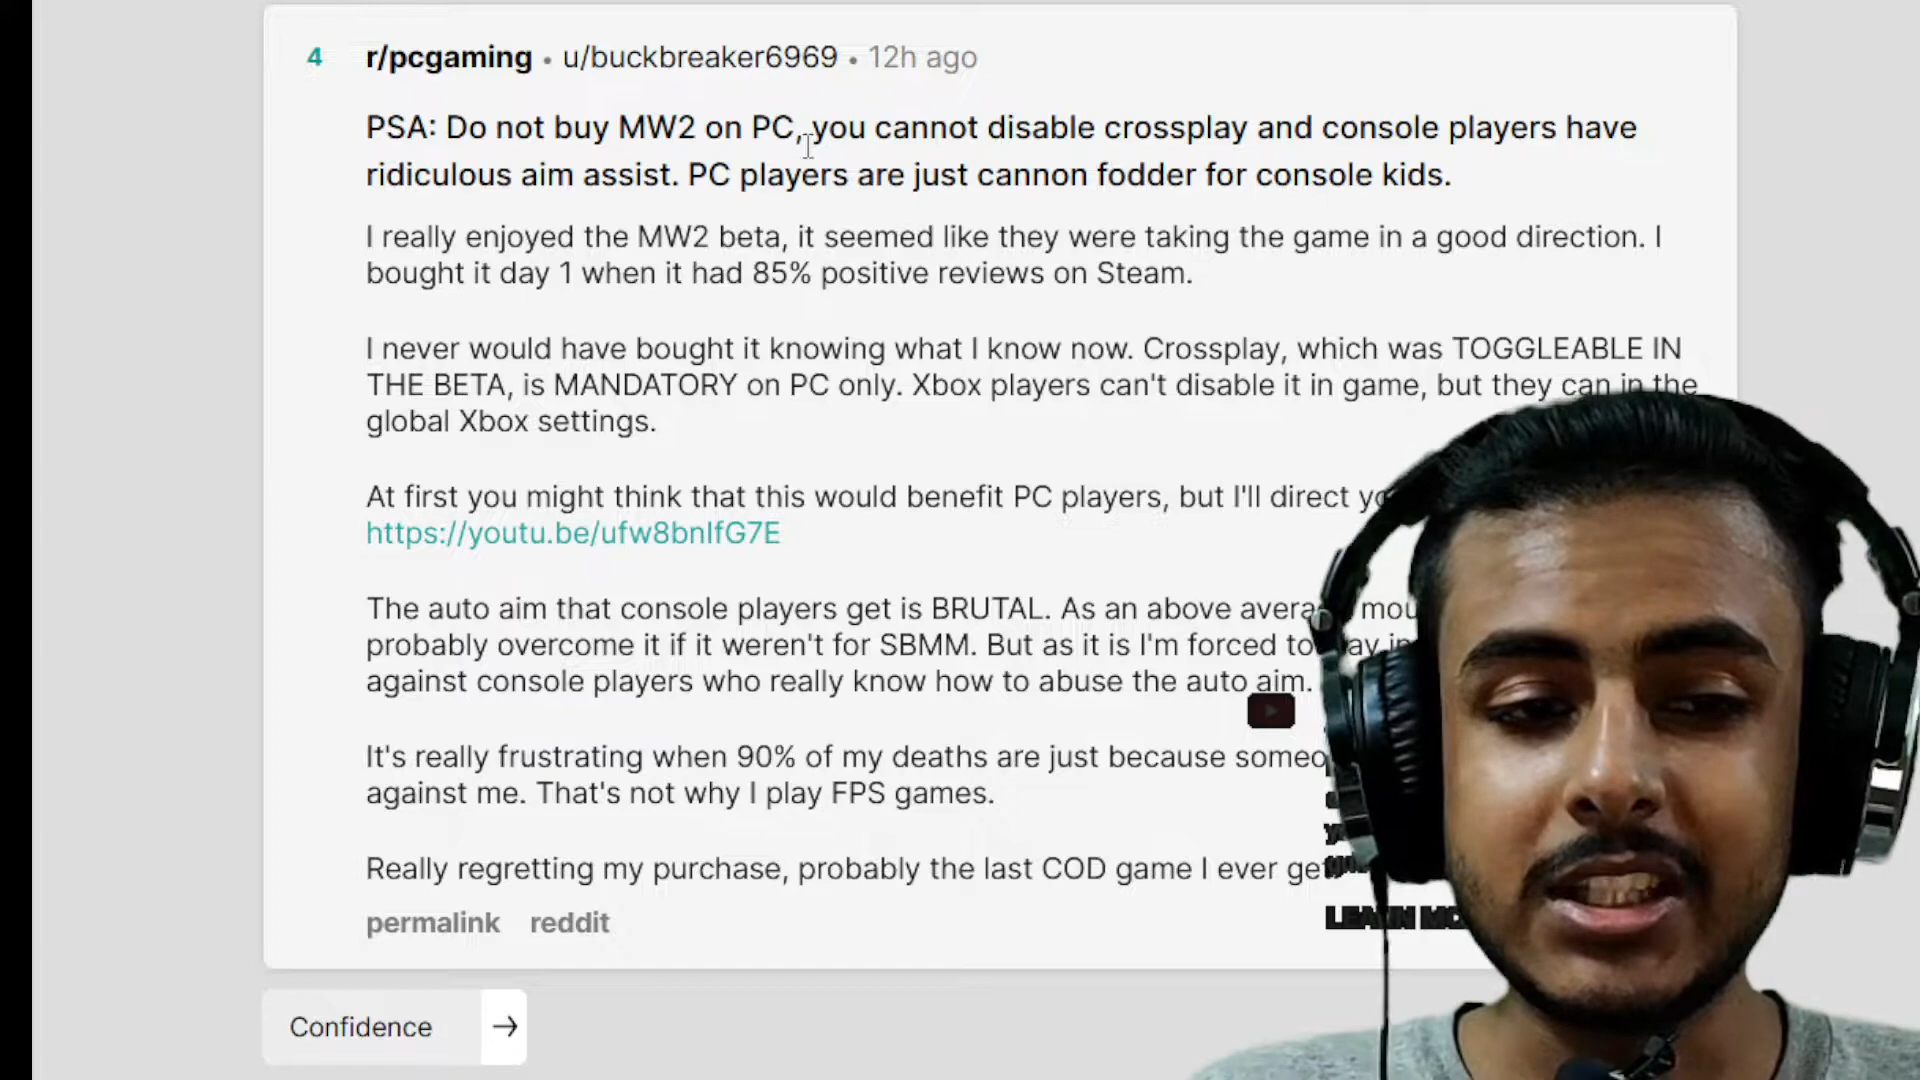 4 r/pcgaming • u/buckbreaker6969 • 12h ago
PSA: Do not buy MW2 on PC, you cannot disable crossplay and console players have
ridiculous aim assist. PC players are just cannon fodder for console kids.
I really enjoyed the MW2 beta, it seemed like they were taking the game in a good direction. I
bought it day 1 when it had 85% positive reviews on Steam.
I never would have bought it knowing what I know now. Crossplay, which was TOGGLEABLE IN
THE BETA, is MANDATORY on PC only. Xbox players can't disable it in game, but they can in the
global Xbox settings.
At first you might think that this would benefit PC players, but I'll direct
https://youtu.be/ufw8bnIfG7E
The auto aim that console players get is BRUTAL. As an above
probably overcome it if it weren't for SBMM. But as it is I'm forced to
against console players who really know how to abuse the auto aim.
It's really frustrating when 90% of my deaths are just because
against me. That's not why I play FPS games.
Really regretting my purchase, probably the last COD game I ever
permalink reddit
LEARN
Confidence →